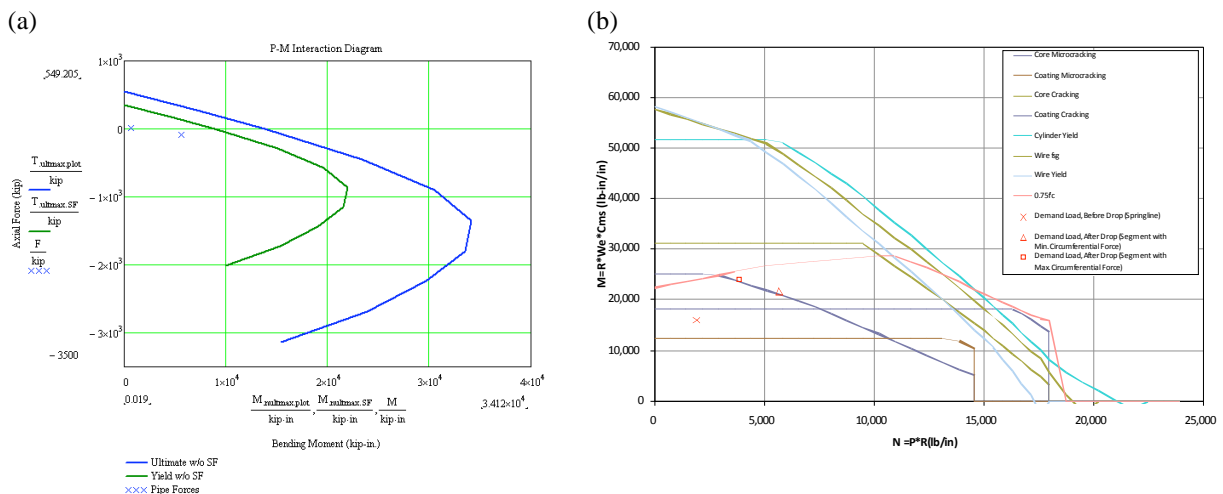 (a)
P-M Interaction Diagram
1×10³
549.205
0
T.ultmax.plot
kip
T.ultmax.SF
kip
F
kip
Axial Force (kip)
− 1×10³
− 2×10³
− 3×10³
− 3500
0
1×10⁴
2×10⁴
3×10⁴
4×10⁴
0.019
3.412×10⁴
M.rultmax.plot , M.rultmax.SF , M
kip·in kip·in kip·in
Bending Moment (kip-in.)
Ultimate w/o SF
Yield w/o SF
Pipe Forces
(b)
70,000
60,000
50,000
40,000
30,000
20,000
10,000
0
M=R*We*Cms (lb-in/in)
Core Microcracking
Coating Microcracking
Core Cracking
Coating Cracking
Cylinder Yield
Wire fsg
Wire Yield
0.75fc
Demand Load, Before Drop (Springline)
Demand Load, After Drop (Segment with
Min. Circumferential Force)
Demand Load, After Drop (Segment with
Max. Circumferential Force)
0
5,000
10,000
15,000
20,000
25,000
N =P*R(lb/in)